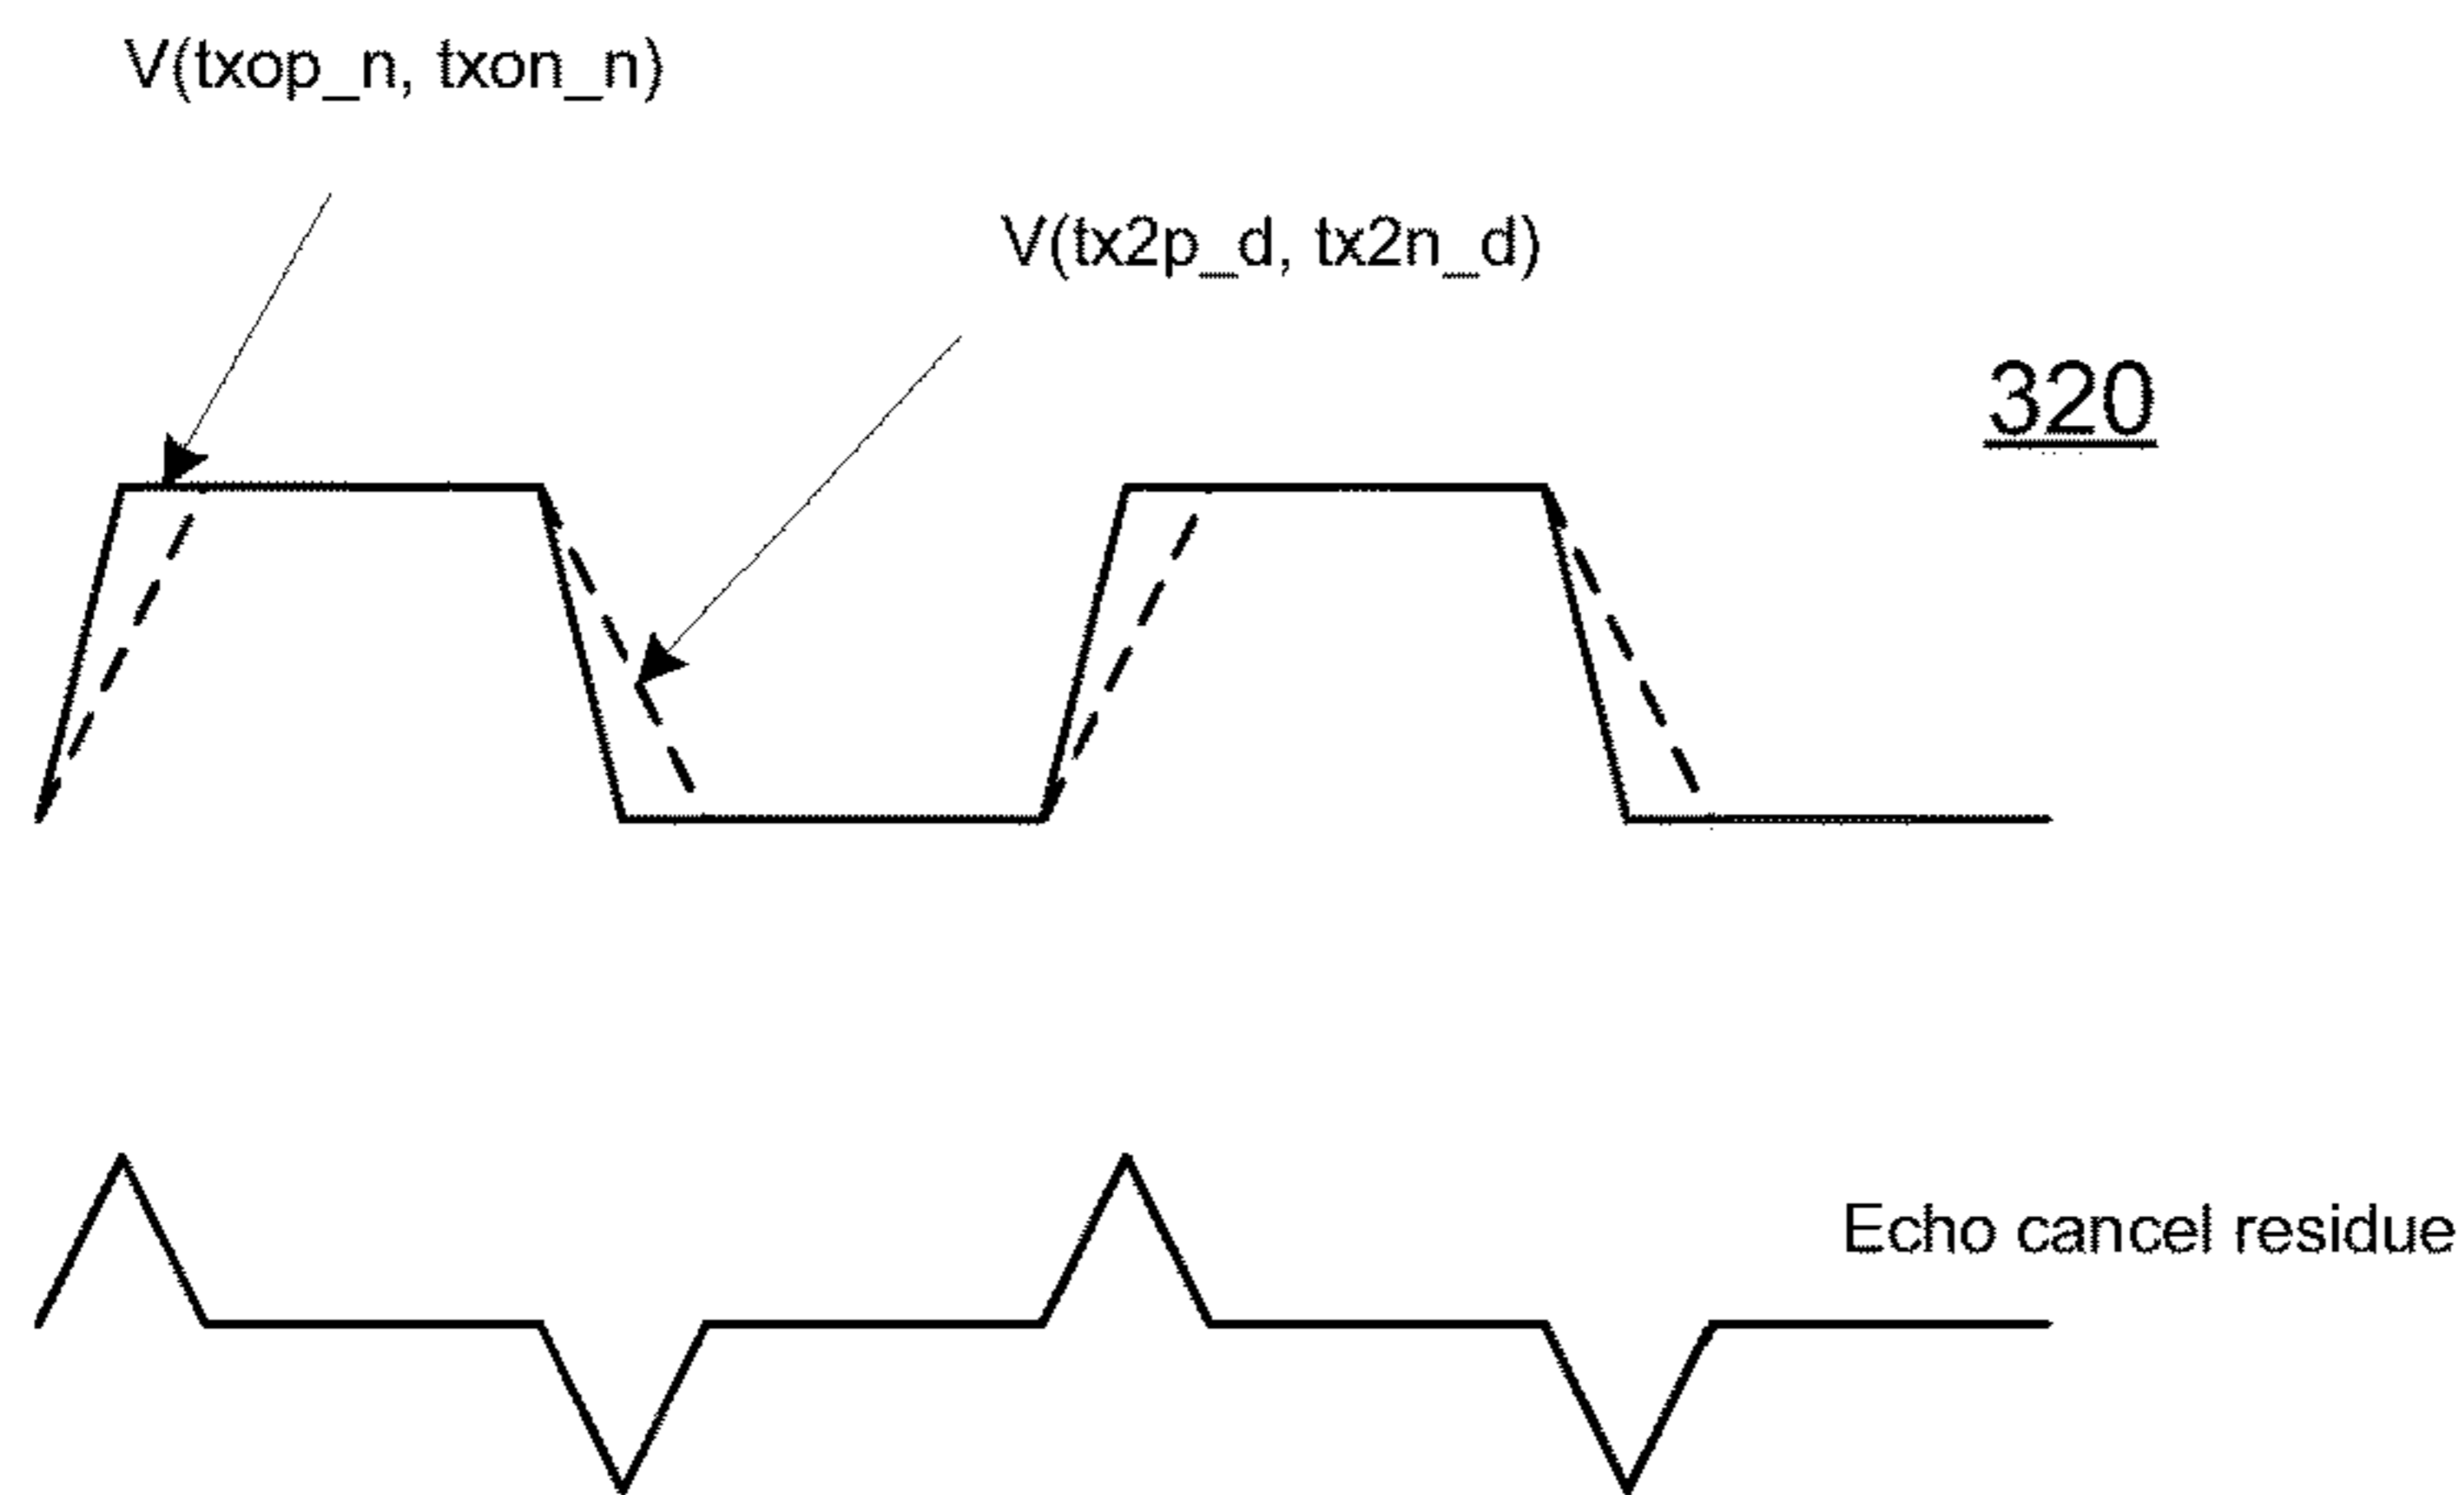 V(txop_n, txon_n)
V(tx2p_d, tx2n_d)
320
Echo cancel residue